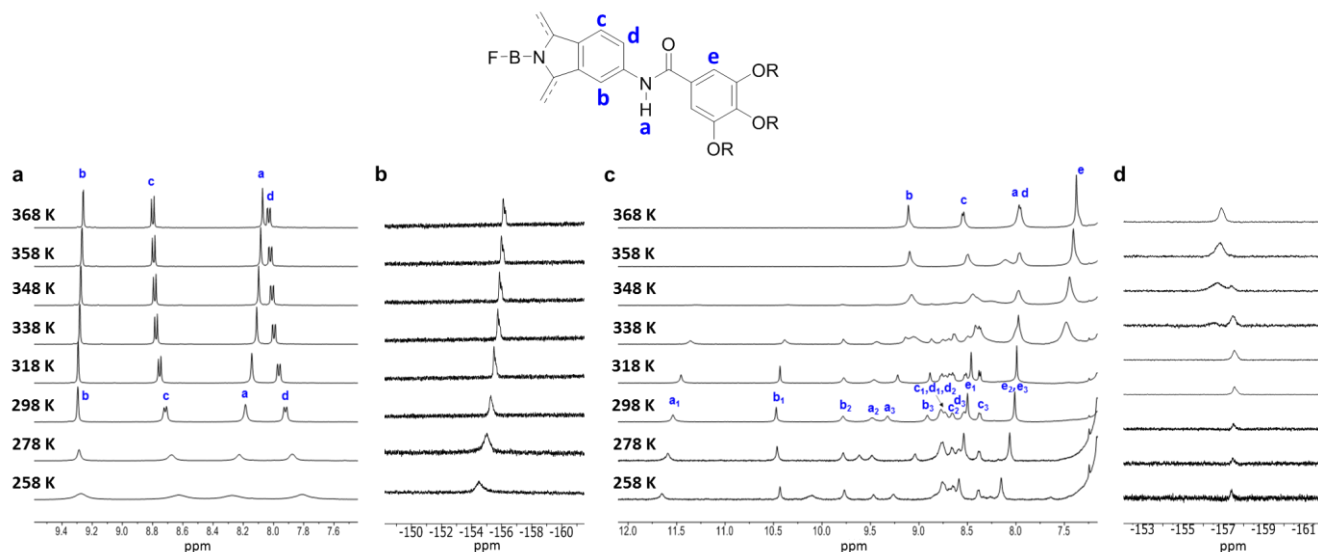 c
d
O
e
OR
F
B
N
N
b
H
a
OR
OR
a
b
c
d
b
c
a
d
b
c
a d
e
368 K
368 K
358 K
358 K
348 K
348 K
338 K
338 K
318 K
318 K
298 K
b
c
a
d
298 K
a1
b1
b2
a2
a3
b3
c1,d1,d2
c2
d3
e1
c3
e2,e3
278 K
278 K
258 K
258 K
9.4 9.2 9.0 8.8 8.6 8.4 8.2 8.0 7.8 7.6
ppm
-150 -152 -154 -156 -158 -160
ppm
12.0 11.5 11.0 10.5 10.0 9.5 9.0 8.5 8.0 7.5
ppm
-153 -155 -157 -159 -161
ppm